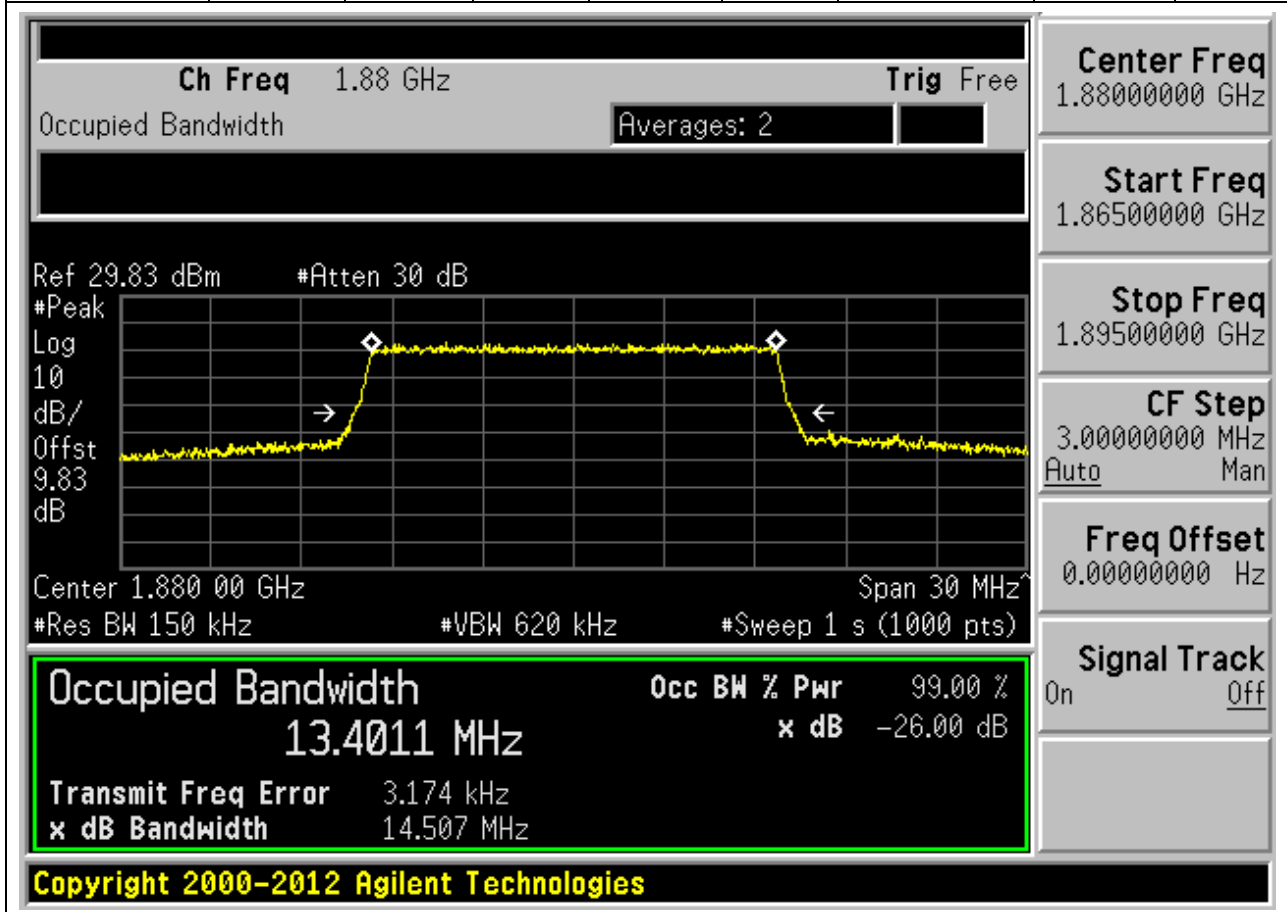 Ch Freq 1.88 GHz Trig Free
Occupied Bandwidth Averages: 2
Ref 29.83 dBm #Atten 30 dB
#Peak
Log
10
dB/
Offst
9.83
dB
Center 1.880 00 GHz Span 30 MHz^
#Res BW 150 kHz #VBW 620 kHz #Sweep 1 s (1000 pts)
Occupied Bandwidth Occ BW % Pwr 99.00 %
13.4011 MHz x dB -26.00 dB
Transmit Freq Error 3.174 kHz
x dB Bandwidth 14.507 MHz
Copyright 2000-2012 Agilent Technologies
Center Freq
1.88000000 GHz
Start Freq
1.86500000 GHz
Stop Freq
1.89500000 GHz
CF Step
3.00000000 MHz
Auto Man
Freq Offset
0.00000000 Hz
Signal Track
On Off